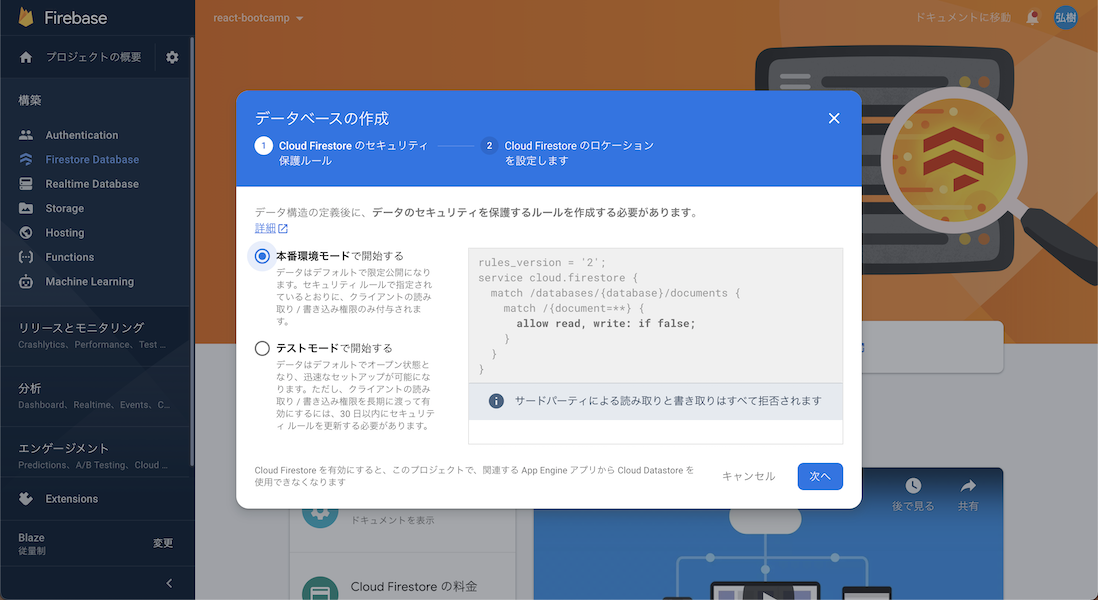 Firebase
react-bootcamp
ドキュメントに移動
弘樹
プロジェクトの概要
構築
Authentication
Firestore Database
Realtime Database
Storage
Hosting
Functions
Machine Learning
リリースとモニタリング
Crashlytics、Performance、Test ...
分析
Dashboard、Realtime、Events、C...
エンゲージメント
Predictions、A/B Testing、Cloud ...
Extensions
Blaze
従量制
変更
データベースの作成
1
Cloud Firestore のセキュリティ
保護ルール
2
Cloud Firestore のロケーション
を設定します
データ構造の定義後に、データのセキュリティを保護するルールを作成する必要があります。
詳細
本番環境モードで開始する
データはデフォルトで限定公開になり
ます。セキュリティ ルールで指定され
ているとおりに、クライアントの読み
取り / 書き込み権限のみ付与されま
す。
テストモードで開始する
データはデフォルトでオープン状態と
なり、迅速なセットアップが可能にな
ります。ただし、クライアントの読み
取り / 書き込み権限を長期に渡って有
効にするには、30 日以内にセキュリテ
ィ ルールを更新する必要があります。
rules_version = '2';
service cloud.firestore {
match /databases/{database}/documents {
match /{document=**} {
allow read, write: if false;
}
}
}
サードパーティによる読み取りと書き取りはすべて拒否されます
Cloud Firestore を有効にすると、このプロジェクトで、関連する App Engine アプリから Cloud Datastore を
使用できなくなります
キャンセル
次へ
ドキュメントを表示
Cloud Firestore の料金
後で見る
共有